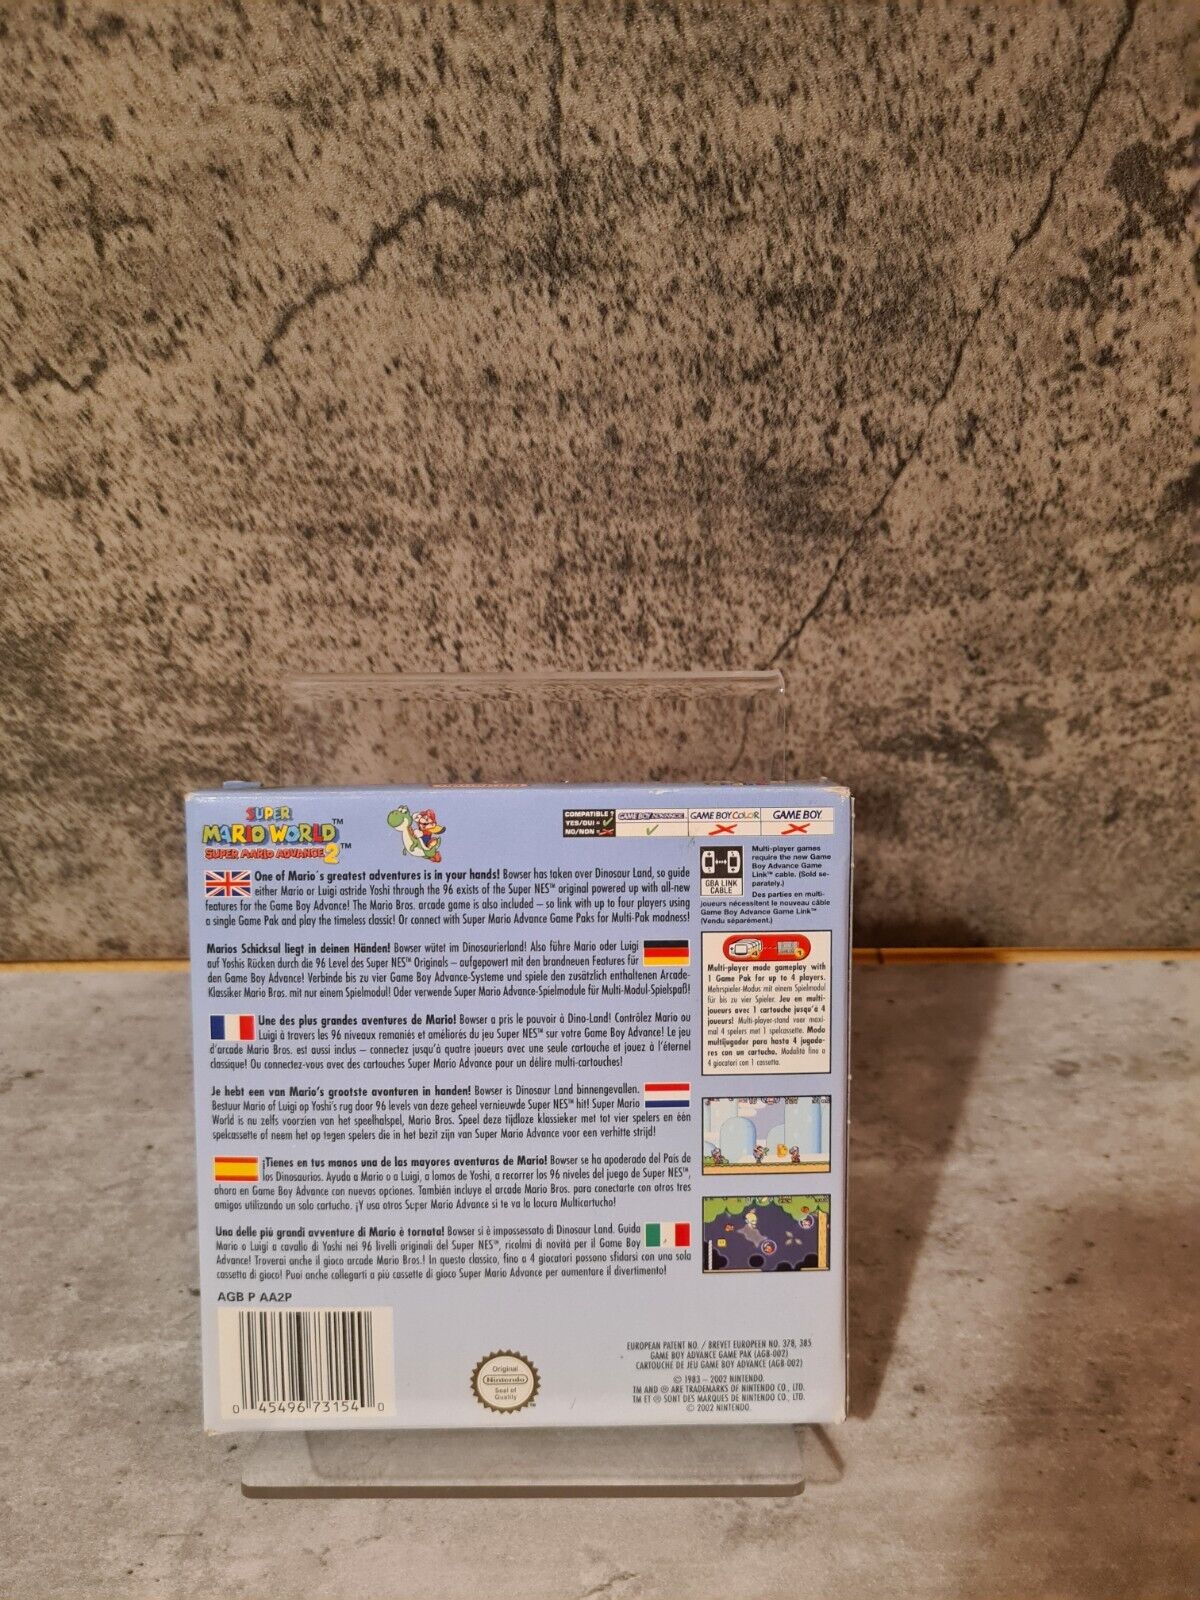 SUPER
MARIO WORLD™
SUPER MARIO ADVANCE 2™
COMPATIBLE ?
YES/OUI =
NO/NON =
GAME BOY ADVANCE
GAME BOY COLOR
GAME BOY
One of Mario's greatest adventures is in your hands! Bowser has taken over Dinosaur Land, so guide
either Mario or Luigi astride Yoshi through the 96 exists of the Super NES™ original powered up with all-new
features for the Game Boy Advance! The Mario Bros. arcade game is also included – so link with up to four players using
a single Game Pak and play the timeless classic! Or connect with Super Mario Advance Game Paks for Multi-Pak madness!
Marios Schicksal liegt in deinen Händen! Bowser wütet im Dinosaurierland! Also führe Mario oder Luigi
auf Yoshis Rücken durch die 96 Level des Super NES™ Originals – aufgepowert mit den brandneuen Features für
den Game Boy Advance! Verbinde bis zu vier Game Boy Advance-Systeme und spiele den zusätzlich enthaltenen Arcade-
Klassiker Mario Bros. mit nur einem Spielmodul! Oder verwende Super Mario Advance-Spielmodule für Multi-Modul-Spielspaß!
Une des plus grandes aventures de Mario! Bowser a pris le pouvoir à Dino-Land! Contrôlez Mario ou
Luigi à travers les 96 niveaux remaniés et améliorés du jeu Super NES™ sur votre Game Boy Advance! Le jeu
d'arcade Mario Bros. est aussi inclus – connectez jusqu'à quatre joueurs avec une seule cartouche et jouez à l'éternel
classique! Ou connectez-vous avec des cartouches Super Mario Advance pour un délire multi-cartouches!
Je hebt een van Mario's grootste avonturen in handen! Bowser is Dinosaur Land binnengevallen.
Bestuur Mario of Luigi op Yoshi's rug door 96 levels van deze geheel vernieuwde Super NES™ hit! Super Mario
World is nu zelfs voorzien van het speelhalspel, Mario Bros. Speel deze tijdloze klassieker met tot vier spelers en één
spelcassette of neem het op tegen spelers die in het bezit zijn van Super Mario Advance voor een verhitte strijd!
¡Tienes en tus manos una de las mayores aventuras de Mario! Bowser se ha apoderado del País de
los Dinosaurios. Ayuda a Mario o a Luigi, a lomos de Yoshi, a recorrer los 96 niveles del juego de Super NES™,
ahora en Game Boy Advance con nuevas opciones. También incluye el arcade Mario Bros. para conectarte con otros tres
amigos utilizando un solo cartucho. ¡Y usa otros Super Mario Advance si te va la locura Multicartucho!
Una delle più grandi avventure di Mario è tornata! Bowser si è impossessato di Dinosaur Land. Guida
Mario o Luigi a cavallo di Yoshi nei 96 livelli originali del Super NES™, ricolmi di novità per il Game Boy
Advance! Troverai anche il gioco arcade Mario Bros.! In questo classico, fino a 4 giocatori possono sfidarsi con una sola
cassetta di gioco! Puoi anche collegarti a più cassette di gioco Super Mario Advance per aumentare il divertimento!
AGB P AA2P
0 45496 73154 0
Original
Nintendo
Seal of
Quality
GBA LINK
CABLE
Multi-player games
require the new Game
Boy Advance Game
Link™ cable. (Sold se-
parately.)
Des parties en multi-
joueurs nécessitent le nouveau câble
Game Boy Advance Game Link™
(Vendu séparément.)
4
1
Multi-player mode gameplay with
1 Game Pak for up to 4 players.
Mehrspieler-Modus mit einem Spielmodul
für bis zu vier Spieler. Jeu en multi-
joueurs avec 1 cartouche jusqu'à 4
joueurs! Multi-player-stand voor maxi-
mal 4 spelers met 1 spelcassette. Modo
multijugador para hasta 4 jugado-
res con un cartucho. Modalità fino a
4 giocatori con 1 cassetta.
EUROPEAN PATENT NO. / BREVET EUROPEEN NO. 378, 385
GAME BOY ADVANCE GAME PAK (AGB-002)
CARTOUCHE DE JEU GAME BOY ADVANCE (AGB-002)
© 1983 – 2002 NINTENDO.
TM AND ® ARE TRADEMARKS OF NINTENDO CO., LTD.
TM ET ® SONT DES MARQUES DE NINTENDO CO., LTD.
© 2002 NINTENDO.